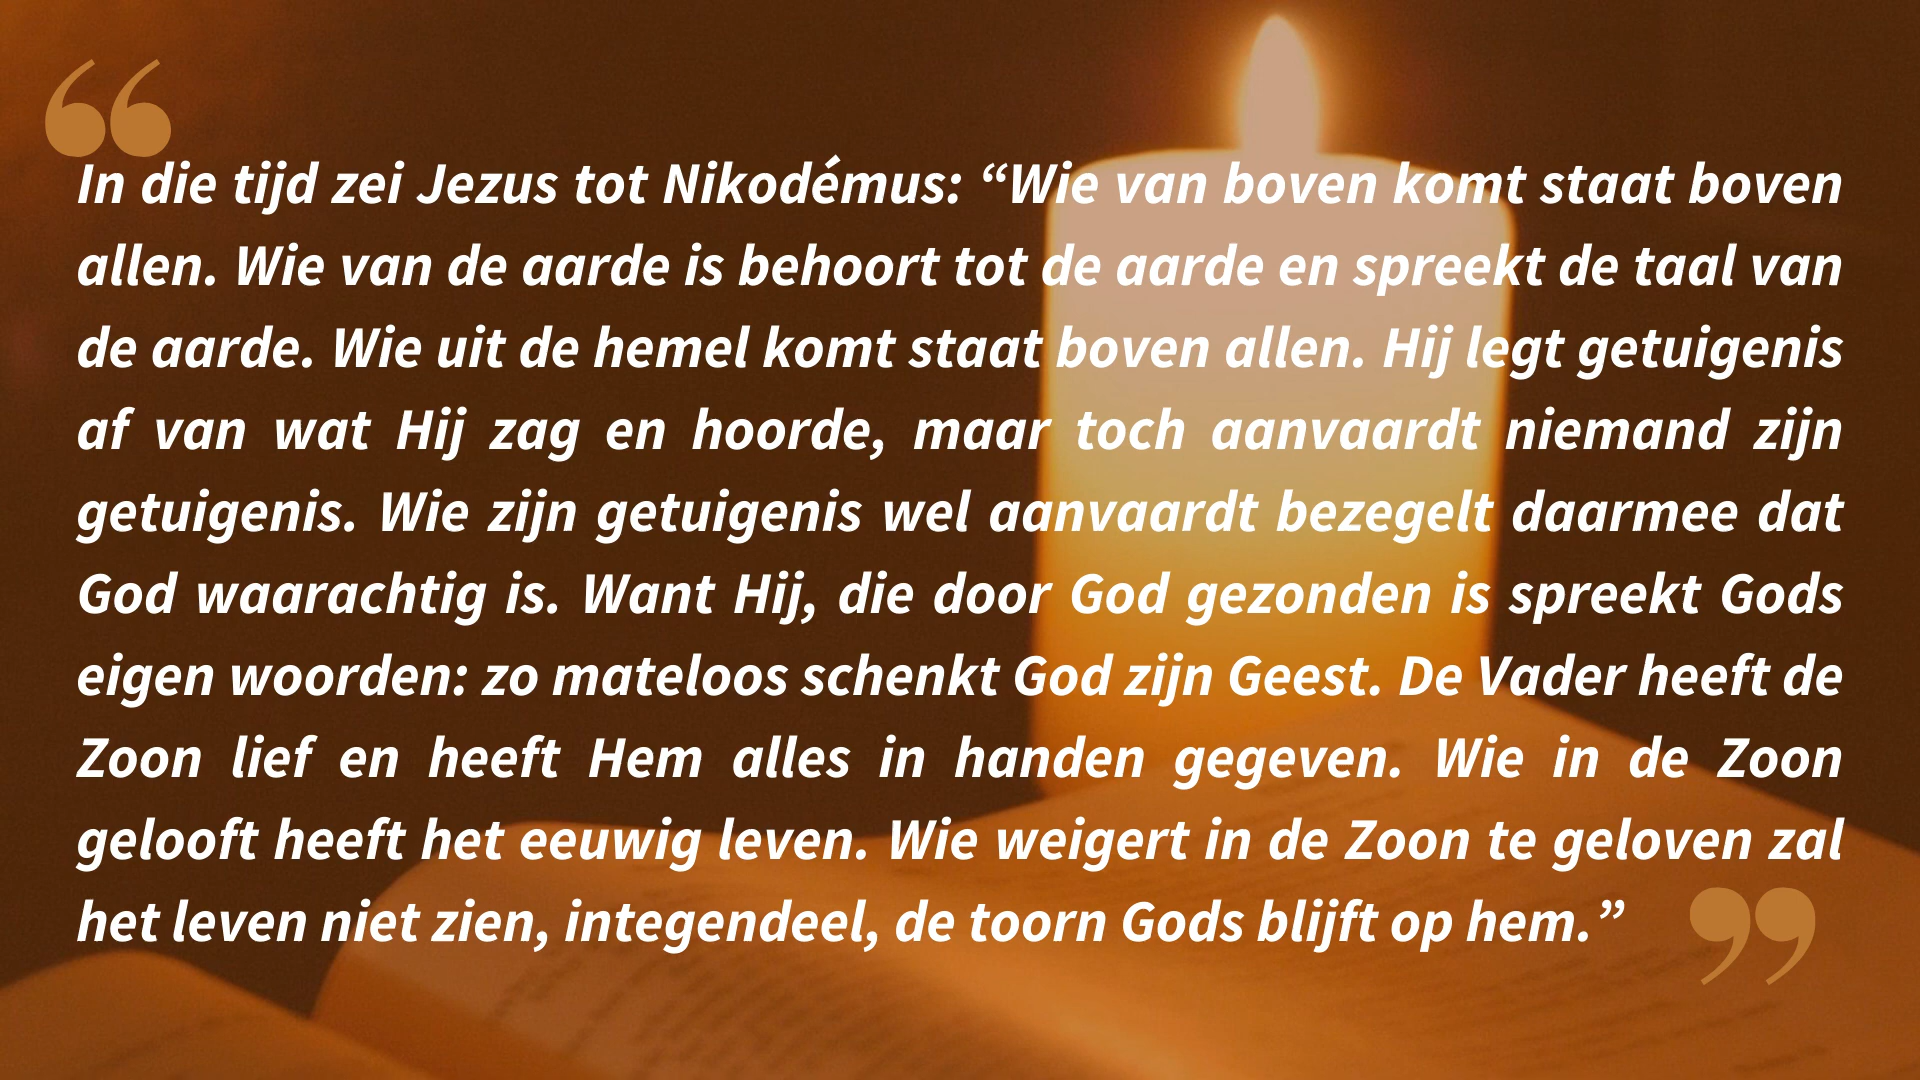 In die tijd zei Jezus tot Nikodémus: “Wie van boven komt staat boven
allen. Wie van de aarde is behoort tot de aarde en spreekt de taal van
de aarde. Wie uit de hemel komt staat boven allen. Hij legt getuigenis
af van wat Hij zag en hoorde, maar toch aanvaardt niemand zijn
getuigenis. Wie zijn getuigenis wel aanvaardt bezegelt daarmee dat
God waarachtig is. Want Hij, die door God gezonden is spreekt Gods
eigen woorden: zo mateloos schenkt God zijn Geest. De Vader heeft de
Zoon lief en heeft Hem alles in handen gegeven. Wie in de Zoon
gelooft heeft het eeuwig leven. Wie weigert in de Zoon te geloven zal
het leven niet zien, integendeel, de toorn Gods blijft op hem.”